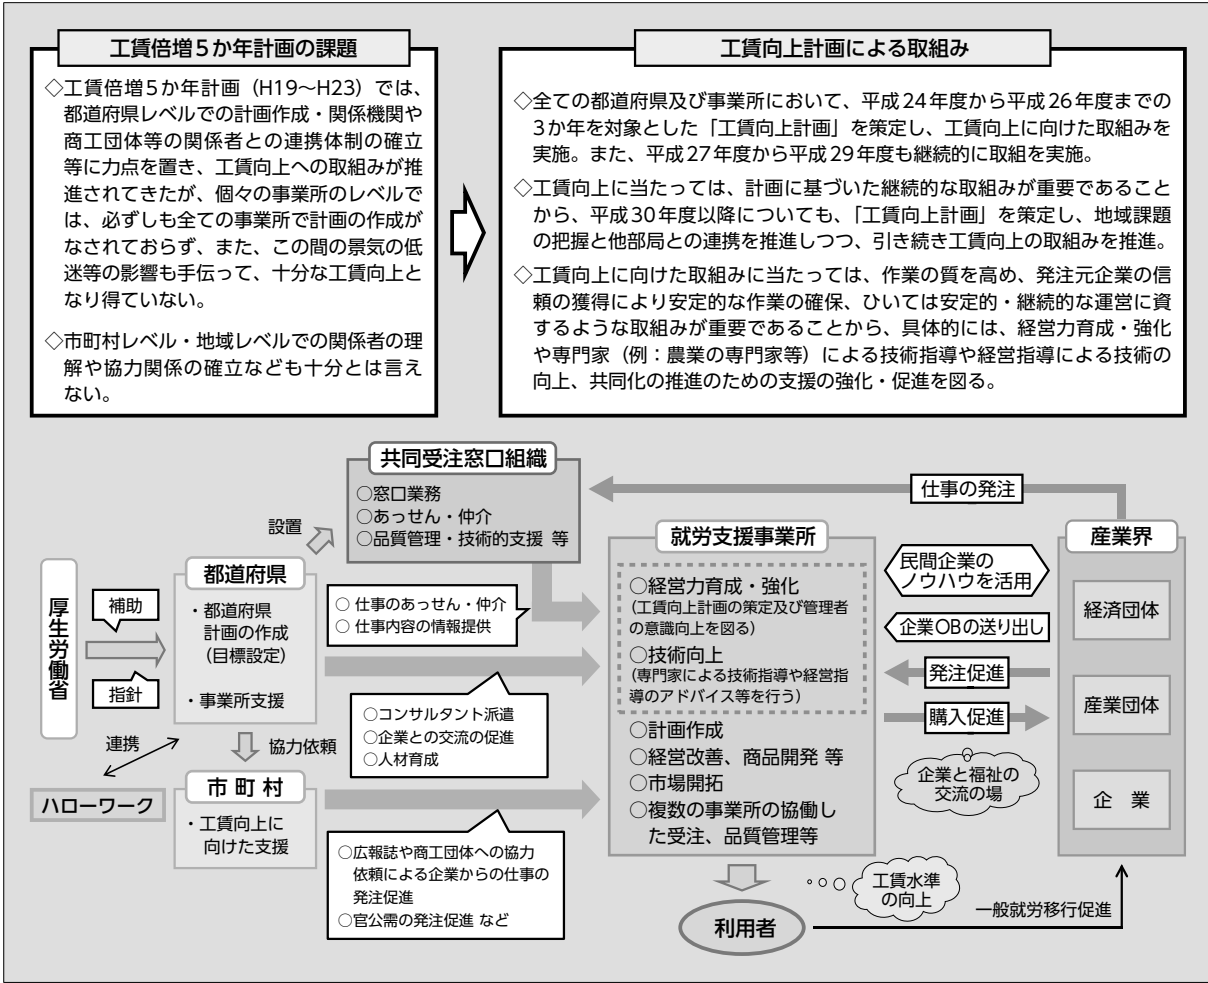 工賃倍増5か年計画の課題
◇工賃倍増5か年計画（H19～H23）では、
都道府県レベルでの計画作成・関係機関や
商工団体等の関係者との連携体制の確立
等に力点を置き、工賃向上への取組みが推
進されてきたが、個々の事業所のレベルで
は、必ずしも全ての事業所で計画の作成が
なされておらず、また、この間の景気の低
迷等の影響も手伝って、十分な工賃向上と
なり得ていない。
◇市町村レベル・地域レベルでの関係者の理
解や協力関係の確立なども十分とは言え
ない。
工賃向上計画による取組み
◇全ての都道府県及び事業所において、平成24年度から平成26年度までの
3か年を対象とした「工賃向上計画」を策定し、工賃向上に向けた取組みを
実施。また、平成27年度から平成29年度も継続的に取組を実施。
◇工賃向上に当たっては、計画に基づいた継続的な取組みが重要であること
から、平成30年度以降についても、「工賃向上計画」を策定し、地域課題
の把握と他部局との連携を推進しつつ、引き続き工賃向上の取組みを推進。
◇工賃向上に向けた取組みに当たっては、作業の質を高め、発注元企業の信
頼の獲得により安定的な作業の確保、ひいては安定的・継続的な運営に資
するような取組みが重要であることから、具体的には、経営力育成・強化
や専門家（例：農業の専門家等）による技術指導や経営指導による技術の
向上、共同化の推進のための支援の強化・促進を図る。
共同受注窓口組織
○窓口業務
○あっせん・仲介
○品質管理・技術的支援 等
設置
厚生労働省
補助
指針
都道府県
・都道府県
計画の作成
（目標設定）
・事業所支援
連携
協力依頼
ハローワーク
市町村
・工賃向上に
向けた支援
○ 仕事のあっせん・仲介
○ 仕事内容の情報提供
○コンサルタント派遣
○企業との交流の促進
○人材育成
○広報誌や商工団体への協力
依頼による企業からの仕事の
発注促進
○官公需の発注促進 など
就労支援事業所
○経営力育成・強化
（工賃向上計画の策定及び管理者
の意識向上を図る）
○技術向上
（専門家による技術指導や経営指
導のアドバイス等を行う）
○計画作成
○経営改善、商品開発 等
○市場開拓
○複数の事業所の協働し
た受注、品質管理等
利用者
工賃水準
の向上
一般就労移行促進
仕事の発注
民間企業の
ノウハウを活用
企業OBの送り出し
発注促進
購入促進
企業と福祉の
交流の場
産業界
経済団体
産業団体
企　業